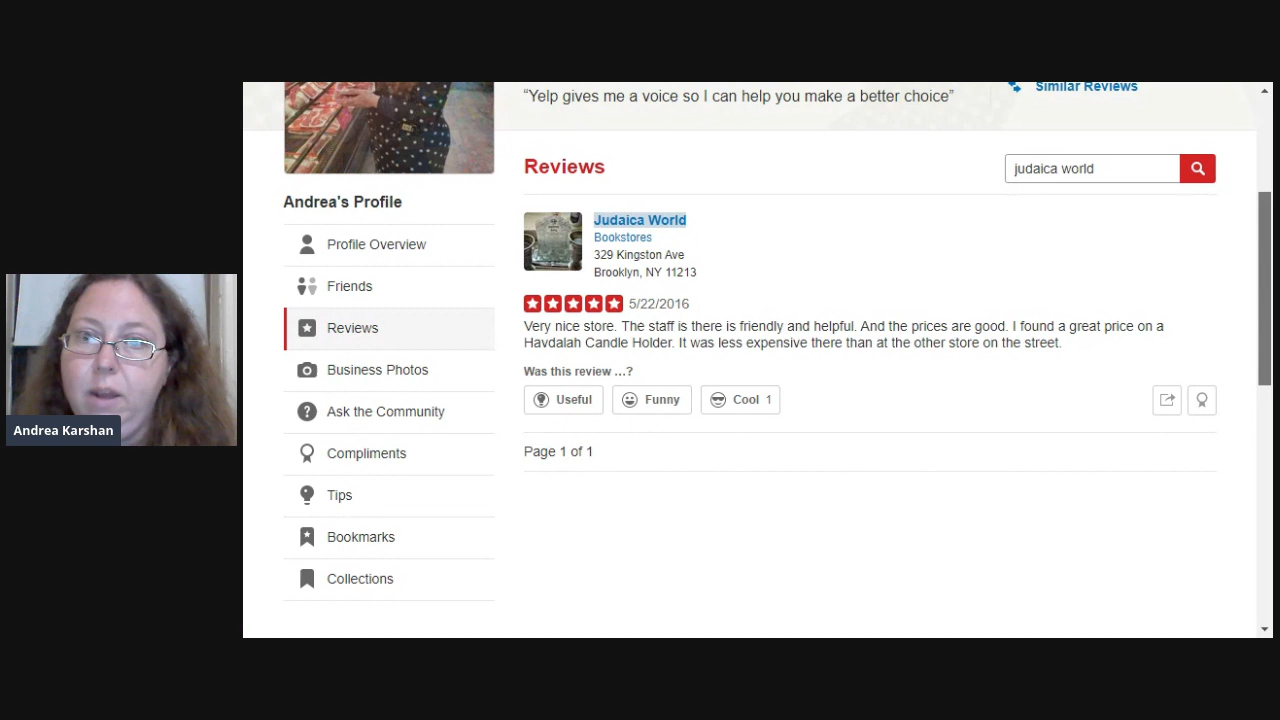 “Yelp gives me a voice so I can help you make a better choice”
Similar Reviews
Reviews
judaica world
Andrea's Profile
Profile Overview
Friends
Reviews
Business Photos
Ask the Community
Compliments
Tips
Bookmarks
Collections
Judaica World
Bookstores
329 Kingston Ave
Brooklyn, NY 11213
5/22/2016
Very nice store. The staff is there is friendly and helpful. And the prices are good. I found a great price on a
Havdalah Candle Holder. It was less expensive there than at the other store on the street.
Was this review …?
Useful
Funny
Cool 1
Page 1 of 1
Andrea Karshan